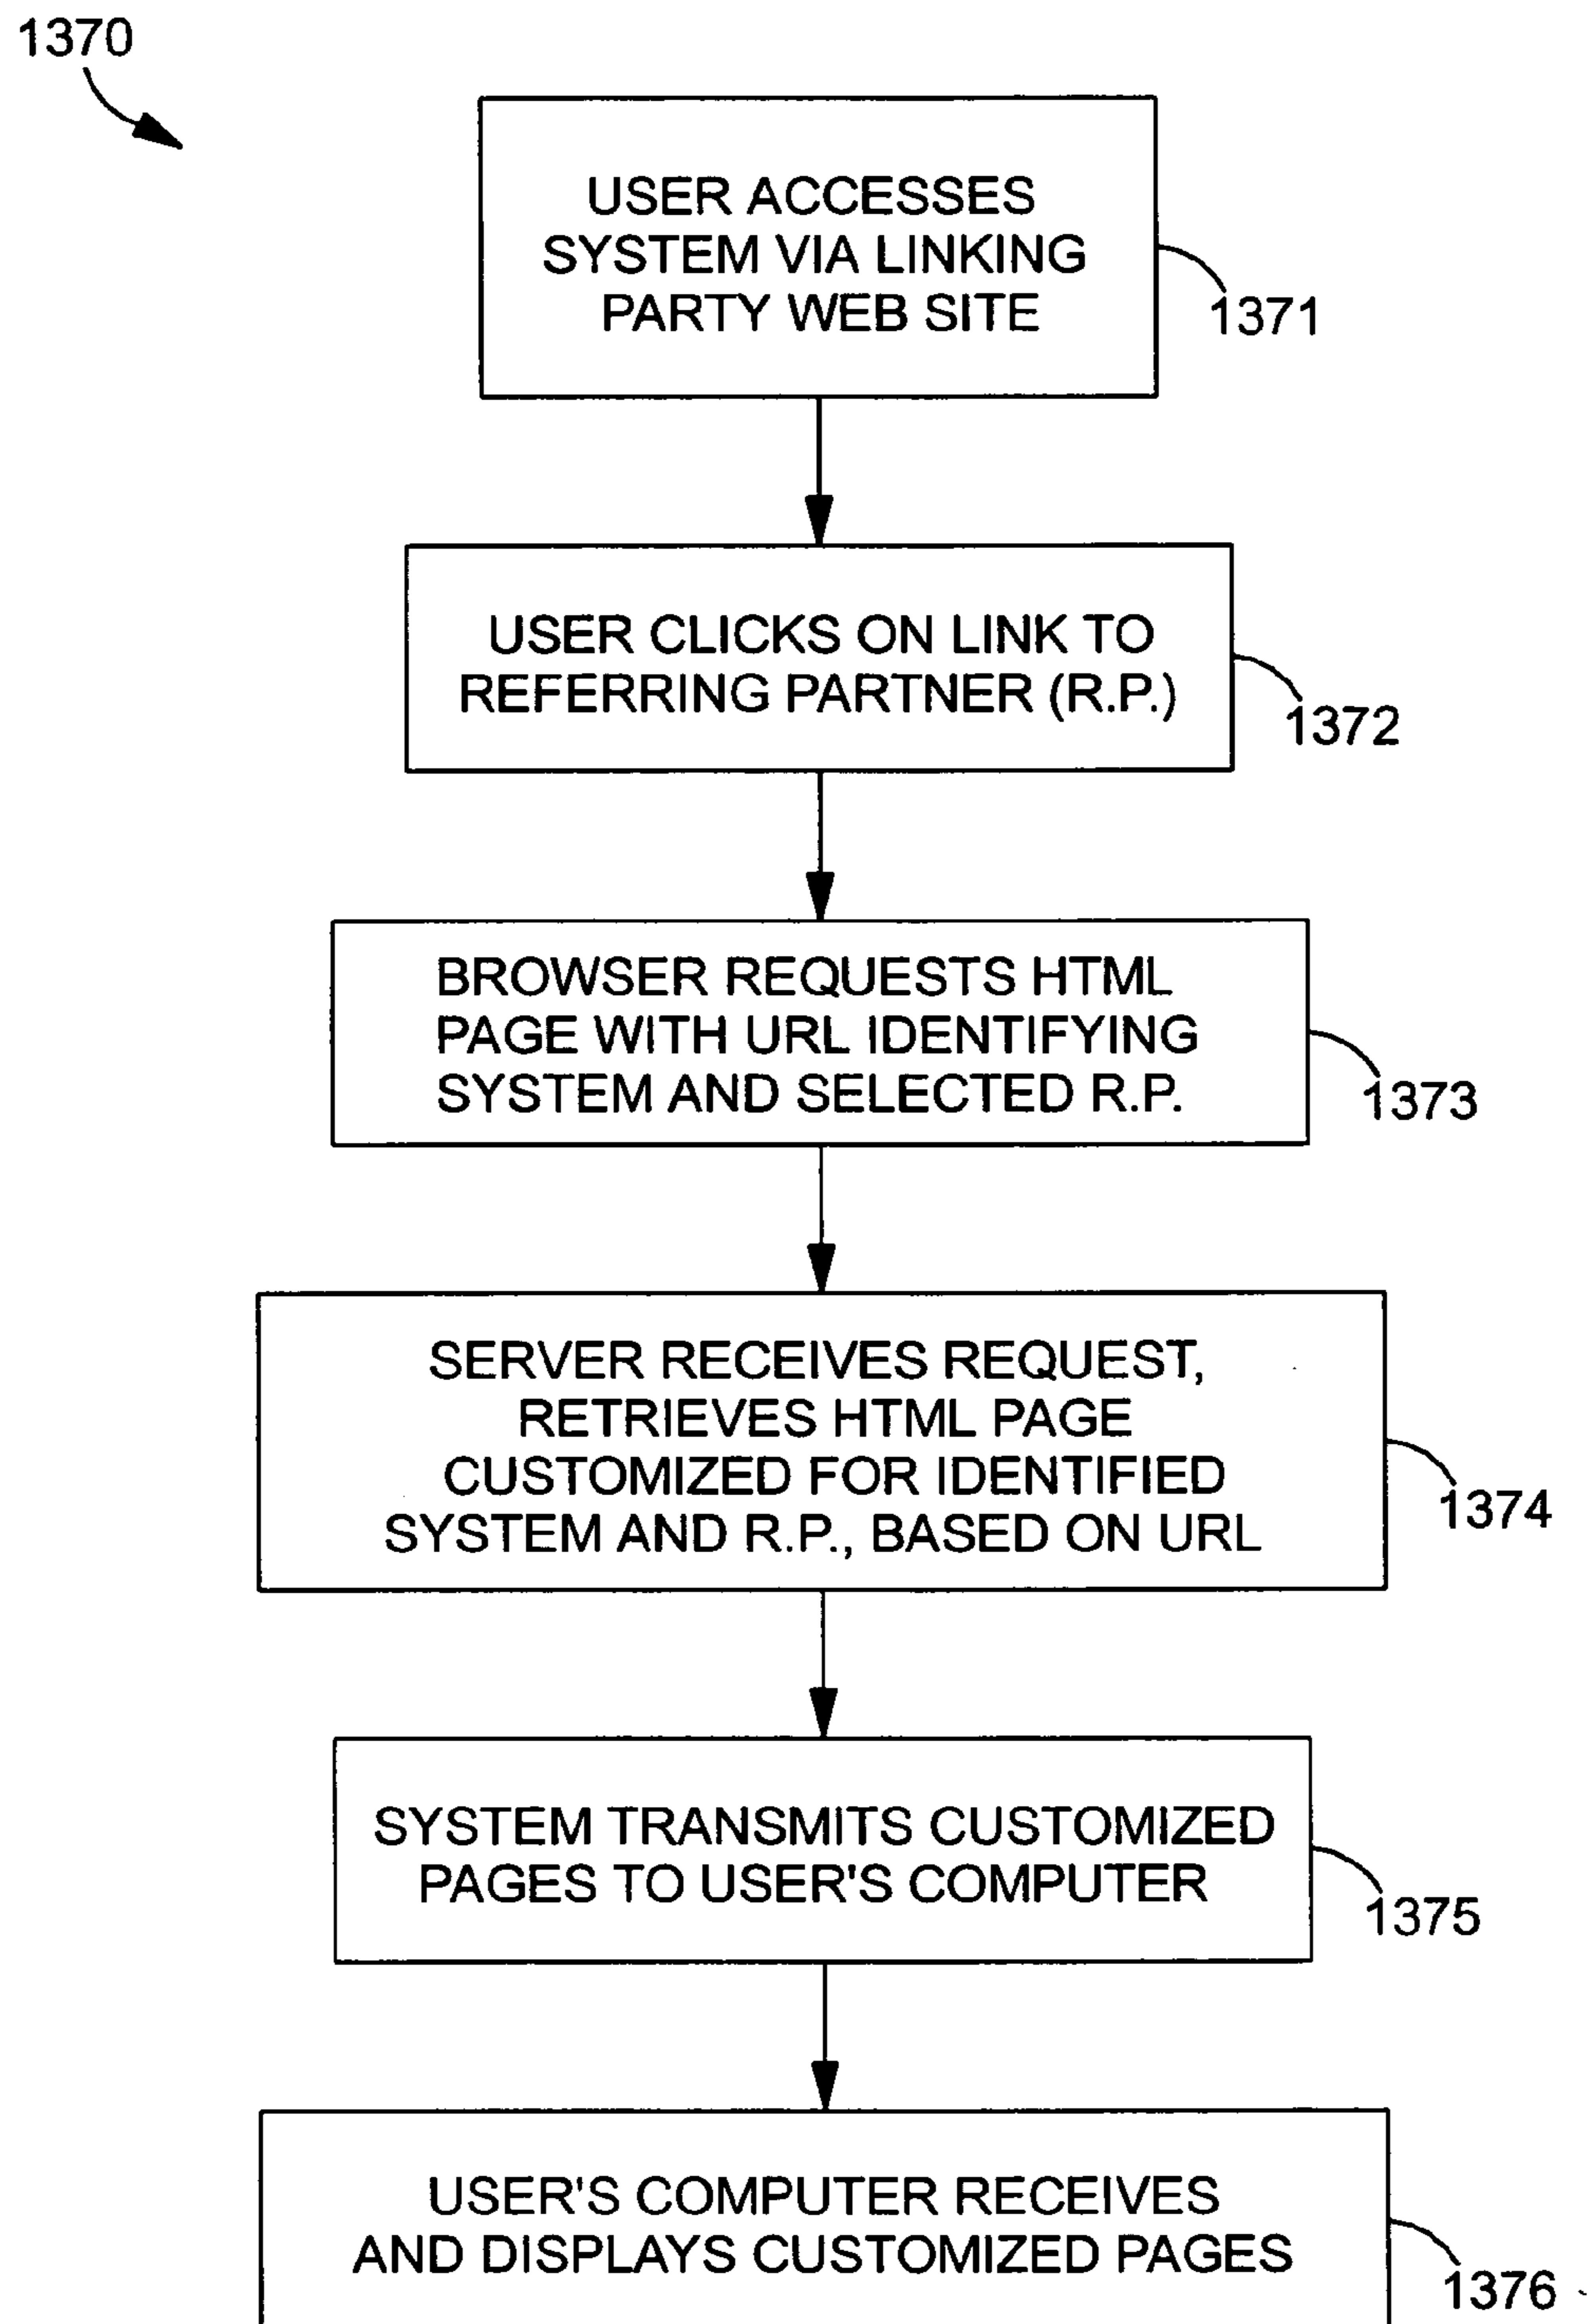 1370
USER ACCESSES
SYSTEM VIA LINKING
PARTY WEB SITE
1371
USER CLICKS ON LINK TO
REFERRING PARTNER (R.P.)
1372
BROWSER REQUESTS HTML
PAGE WITH URL IDENTIFYING
SYSTEM AND SELECTED R.P.
1373
SERVER RECEIVES REQUEST,
RETRIEVES HTML PAGE
CUSTOMIZED FOR IDENTIFIED
SYSTEM AND R.P., BASED ON URL
1374
SYSTEM TRANSMITS CUSTOMIZED
PAGES TO USER'S COMPUTER
1375
USER'S COMPUTER RECEIVES
AND DISPLAYS CUSTOMIZED PAGES
1376